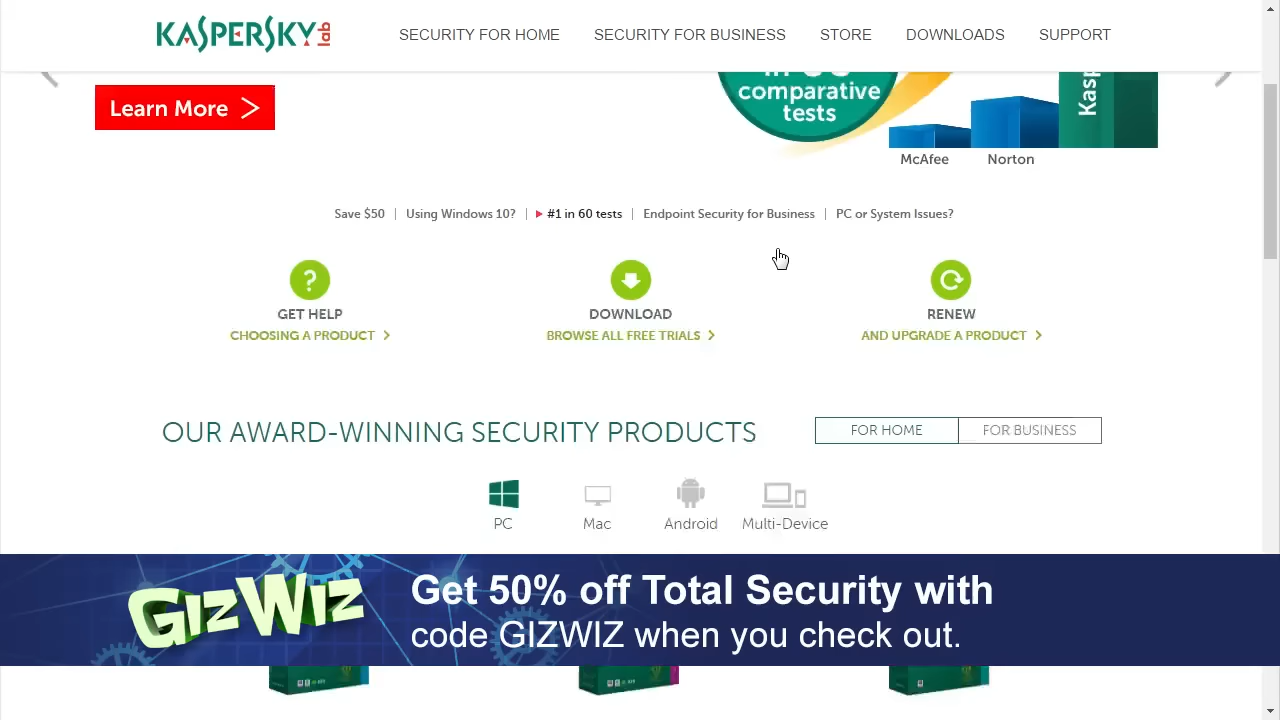 KASPERSKY lab
SECURITY FOR HOME
SECURITY FOR BUSINESS
STORE
DOWNLOADS
SUPPORT
Learn More >
comparative
tests
Kasp
McAfee
Norton
Save $50
Using Windows 10?
#1 in 60 tests
Endpoint Security for Business
PC or System Issues?
?
GET HELP
CHOOSING A PRODUCT >
DOWNLOAD
BROWSE ALL FREE TRIALS >
RENEW
AND UPGRADE A PRODUCT >
OUR AWARD-WINNING SECURITY PRODUCTS
FOR HOME
FOR BUSINESS
PC
Mac
Android
Multi-Device
GIZWIZ
Get 50% off Total Security with
code GIZWIZ when you check out.